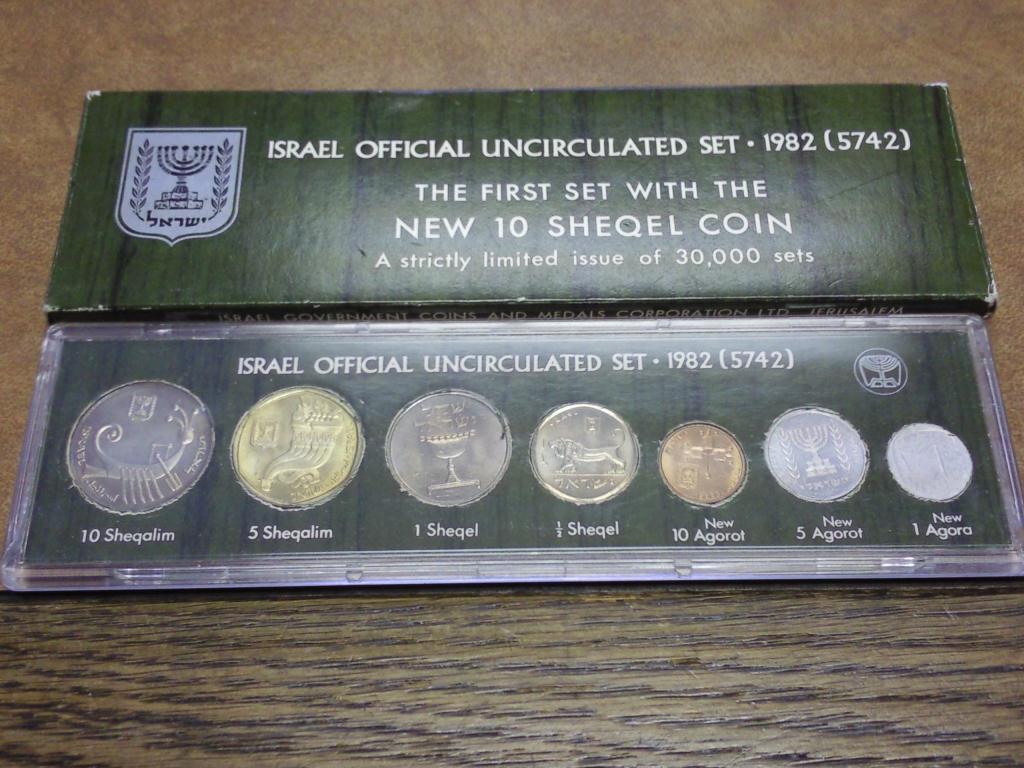 ISRAEL OFFICIAL UNCIRCULATED SET • 1982 (5742)
THE FIRST SET WITH THE
NEW 10 SHEQEL COIN
A strictly limited issue of 30,000 sets
ישראל
ISRAEL GOVERNMENT COINS AND MEDALS CORPORATION LTD. JERUSALEM
ISRAEL OFFICIAL UNCIRCULATED SET • 1982 (5742)
10 Sheqalim
5 Sheqalim
1 Sheqel
½ Sheqel
New
10 Agorot
New
5 Agorot
New
1 Agora